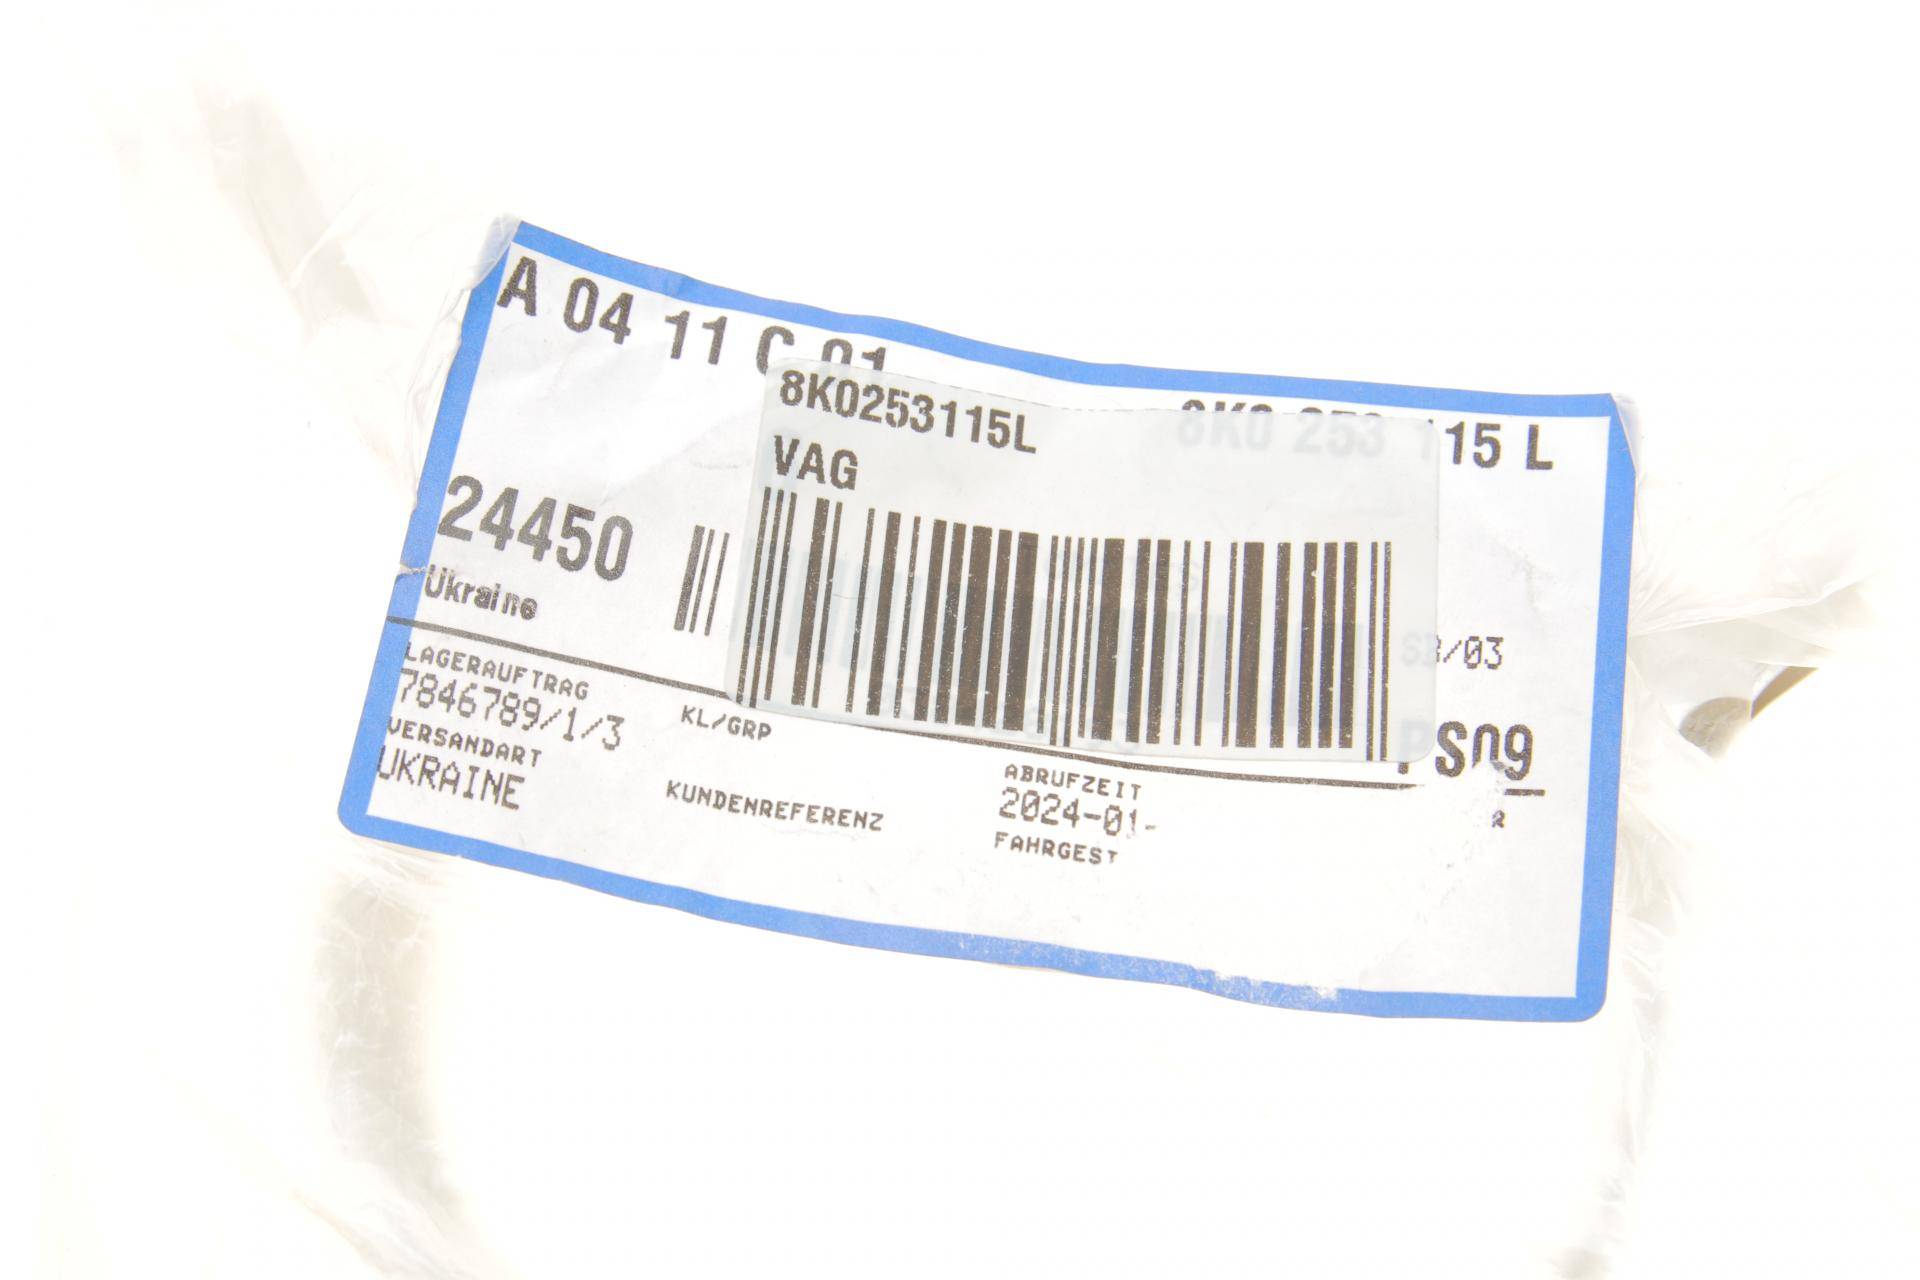 A 04 11 C 01
8K0 253 115 L
8K0253115L
VAG
24450
Ukraine
/03
LAGERAUFTRAG
7846789/1/3
KL/GRP
PS09
VERSANDART
UKRAINE
KUNDENREFERENZ
ABRUFZEIT
2024-01-
FAHRGEST